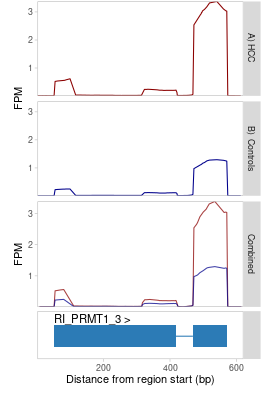 3
2
1
A) HCC
FPM
3
2
1
B) Controls
3
2
1
Combined
FPM
RI_PRMT1_3 >
200
400
600
Distance from region start (bp)